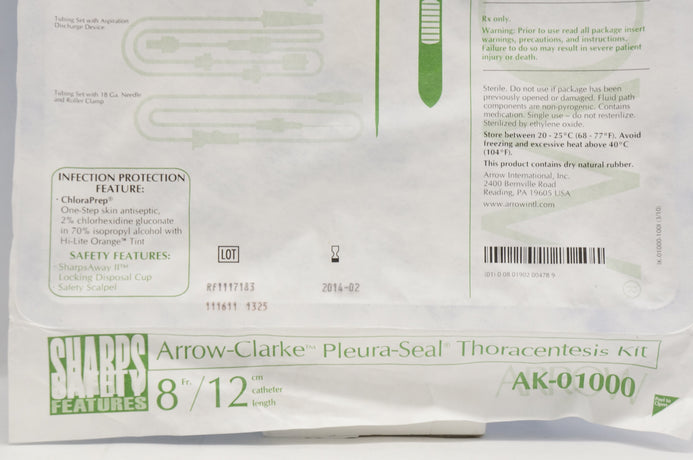 Tubing Set with Aspiration
Discharge Device
Tubing Set with 18 Ga. Needle
and Roller Clamp
INFECTION PROTECTION
FEATURE:
· ChloraPrep®
One-Step skin antiseptic,
2% chlorhexidine gluconate
in 70% isopropyl alcohol with
Hi-Lite Orange™ Tint
SAFETY FEATURES:
· SharpsAway II™
Locking Disposal Cup
Safety Scalpel
LOT
RF1117183
111611 1325
2014-02
Rx only.
Warning: Prior to use read all package insert
warnings, precautions, and instructions.
Failure to do so may result in severe patient
injury or death.
Sterile. Do not use if package has been
previously opened or damaged. Fluid path
components are non-pyrogenic. Contains
medication. Single use – do not resterilize.
Sterilized by ethylene oxide.
Store between 20 - 25°C (68 - 77°F). Avoid
freezing and excessive heat above 40°C
(104°F).
This product contains dry natural rubber.
Arrow International, Inc.
2400 Bernville Road
Reading, PA 19605 USA
www.arrowintl.com
(01) 0 08 01902 00478 9
IK-01000-100I (3/10)
SHARPS
SAFETY
FEATURES
Arrow-Clarke™ Pleura-Seal® Thoracentesis Kit
8 Fr. / 12 cm catheter length
AK-01000
Peel to
Open